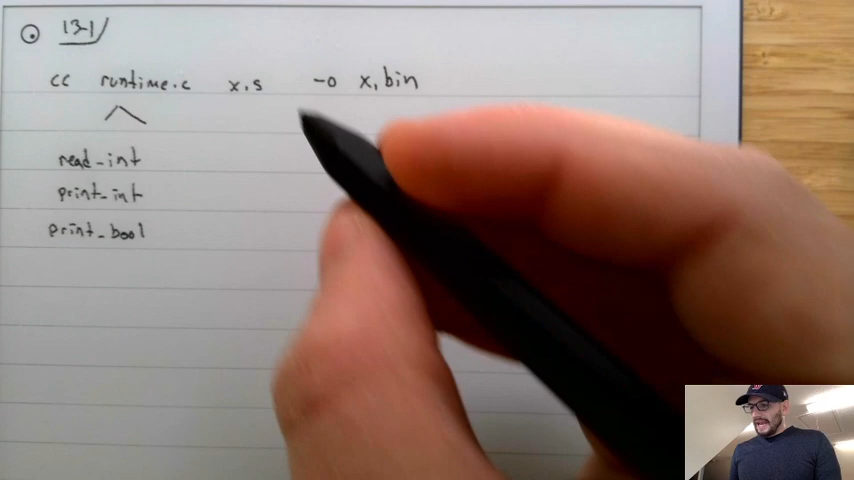 13-1
cc runtime.c x.s -o x.bin
read_int
print_int
print_bool